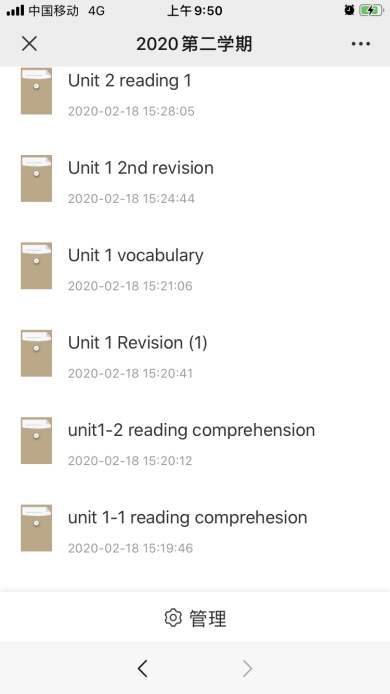 中国移动 4G 上午 9:50
2020第二学期
Unit 2 reading 1
2020-02-18 15:28:05
Unit 1 2nd revision
2020-02-18 15:24:44
Unit 1 vocabulary
2020-02-18 15:21:06
Unit 1 Revision (1)
2020-02-18 15:20:41
unit1-2 reading comprehension
2020-02-18 15:20:12
unit 1-1 reading comprehesion
2020-02-18 15:19:46
管理